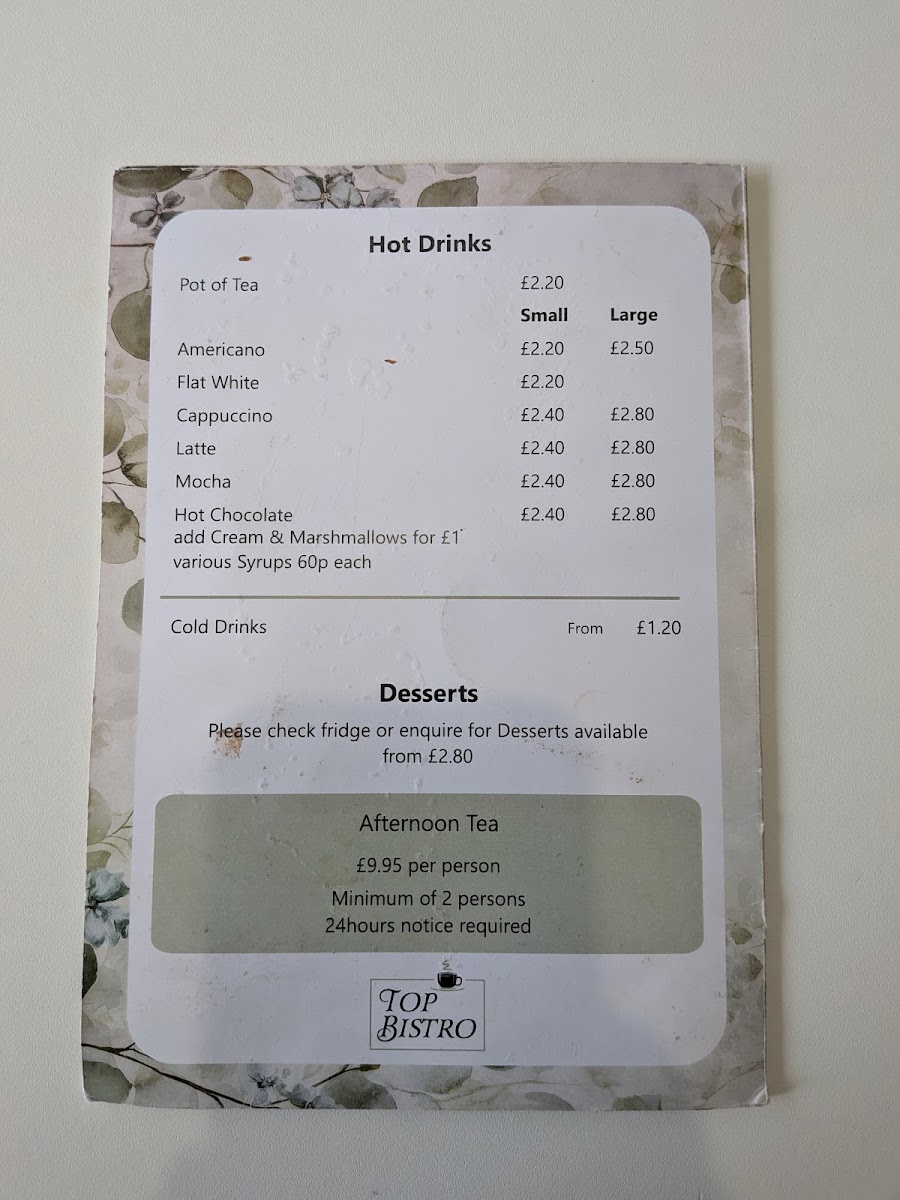 Hot Drinks
Pot of Tea £2.20
Small Large
Americano £2.20 £2.50
Flat White £2.20
Cappuccino £2.40 £2.80
Latte £2.40 £2.80
Mocha £2.40 £2.80
Hot Chocolate £2.40 £2.80
add Cream & Marshmallows for £1
various Syrups 60p each
Cold Drinks From £1.20
Desserts
Please check fridge or enquire for Desserts available
from £2.80
Afternoon Tea
£9.95 per person
Minimum of 2 persons
24hours notice required
TOP
BISTRO